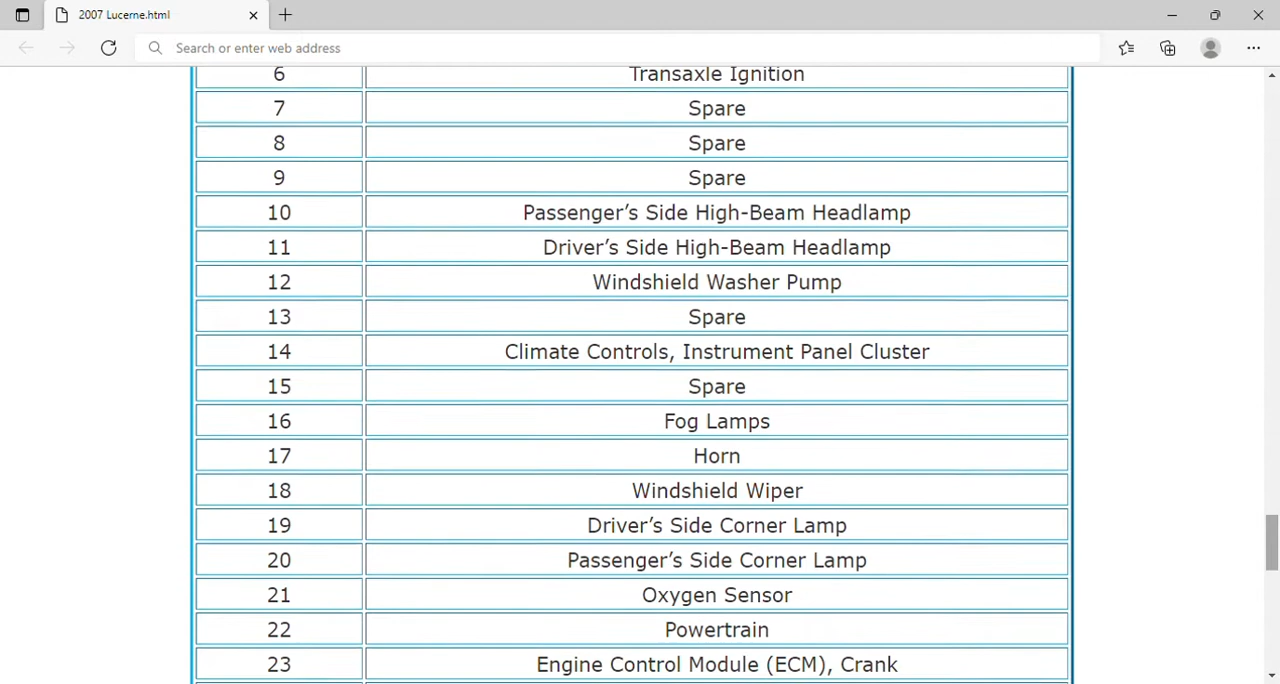 2007 Lucerne.html
Search or enter web address
6 Transaxle Ignition
7 Spare
8 Spare
9 Spare
10 Passenger’s Side High-Beam Headlamp
11 Driver’s Side High-Beam Headlamp
12 Windshield Washer Pump
13 Spare
14 Climate Controls, Instrument Panel Cluster
15 Spare
16 Fog Lamps
17 Horn
18 Windshield Wiper
19 Driver’s Side Corner Lamp
20 Passenger’s Side Corner Lamp
21 Oxygen Sensor
22 Powertrain
23 Engine Control Module (ECM), Crank